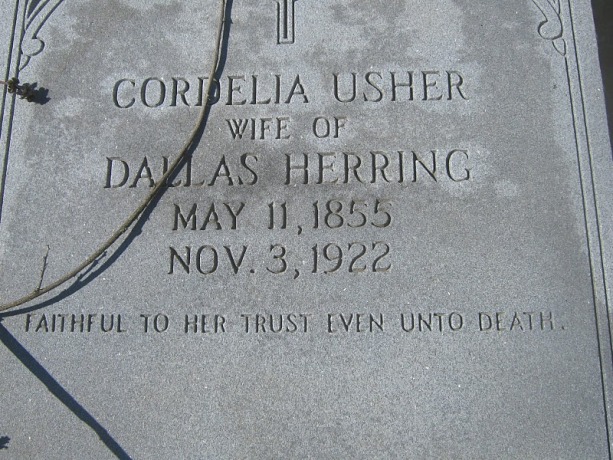 CORDELIA USHER
WIFE OF
DALLAS HERRING
MAY 11, 1855
NOV. 3, 1922
FAITHFUL TO HER TRUST EVEN UNTO DEATH.